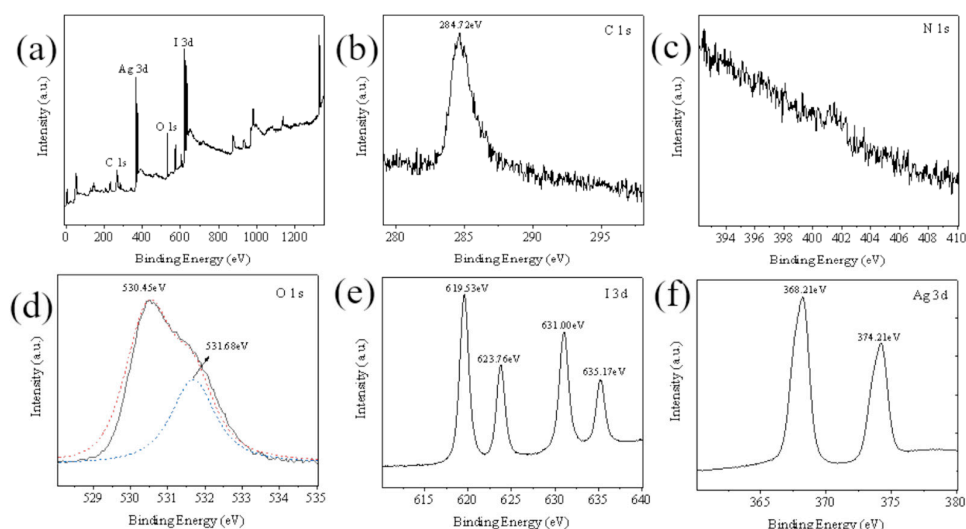 (a)
I 3d
Ag 3d
O 1s
C 1s
Intensity (a.u.)
0 200 400 600 800 1000 1200
Binding Energy (eV)
(b)
284.72eV
C 1s
Intensity (a.u.)
280 285 290 295
Binding Energy (eV)
(c)
N 1s
Intensity (a.u.)
394 396 398 400 402 404 406 408 410
Binding Energy (eV)
(d)
530.45eV
O 1s
531.68eV
Intensity (a.u.)
529 530 531 532 533 534 535
Binding Energy (eV)
(e)
619.53eV
I 3d
631.00eV
623.76eV
635.17eV
Intensity (a.u.)
615 620 625 630 635 640
Binding Energy (eV)
(f)
368.21eV
Ag 3d
374.21eV
Intensity (a.u.)
365 370 375 380
Binding Energy (eV)